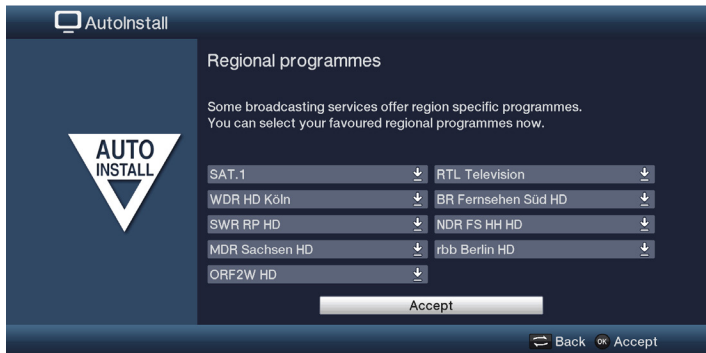 AutoInstall
Regional programmes
Some broadcasting services offer region specific programmes.
You can select your favoured regional programmes now.
AUTO
INSTALL
SAT.1
RTL Television
WDR HD Köln
BR Fernsehen Süd HD
SWR RP HD
NDR FS HH HD
MDR Sachsen HD
rbb Berlin HD
ORF2W HD
Accept
Back OK Accept